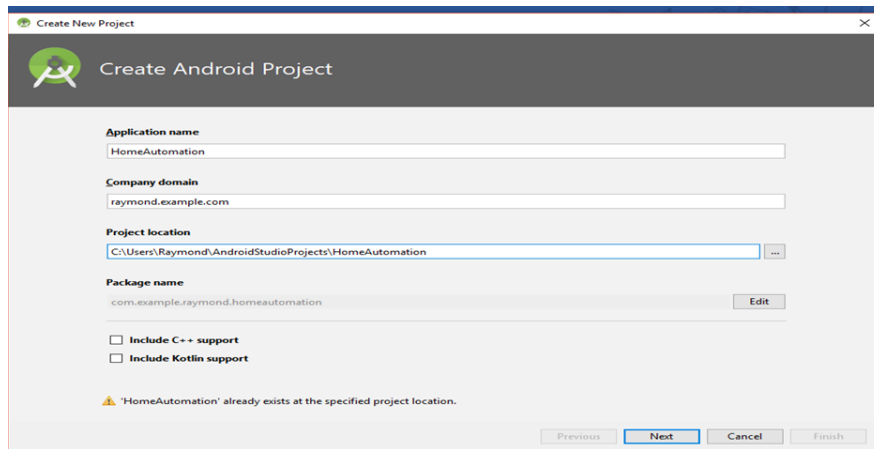 Create New Project
Create Android Project
Application name
HomeAutomation
Company domain
raymond.example.com
Project location
C:\Users\Raymond\AndroidStudioProjects\HomeAutomation
...
Package name
com.example.raymond.homeautomation
Edit
Include C++ support
Include Kotlin support
'HomeAutomation' already exists at the specified project location.
Previous Next Cancel Finish